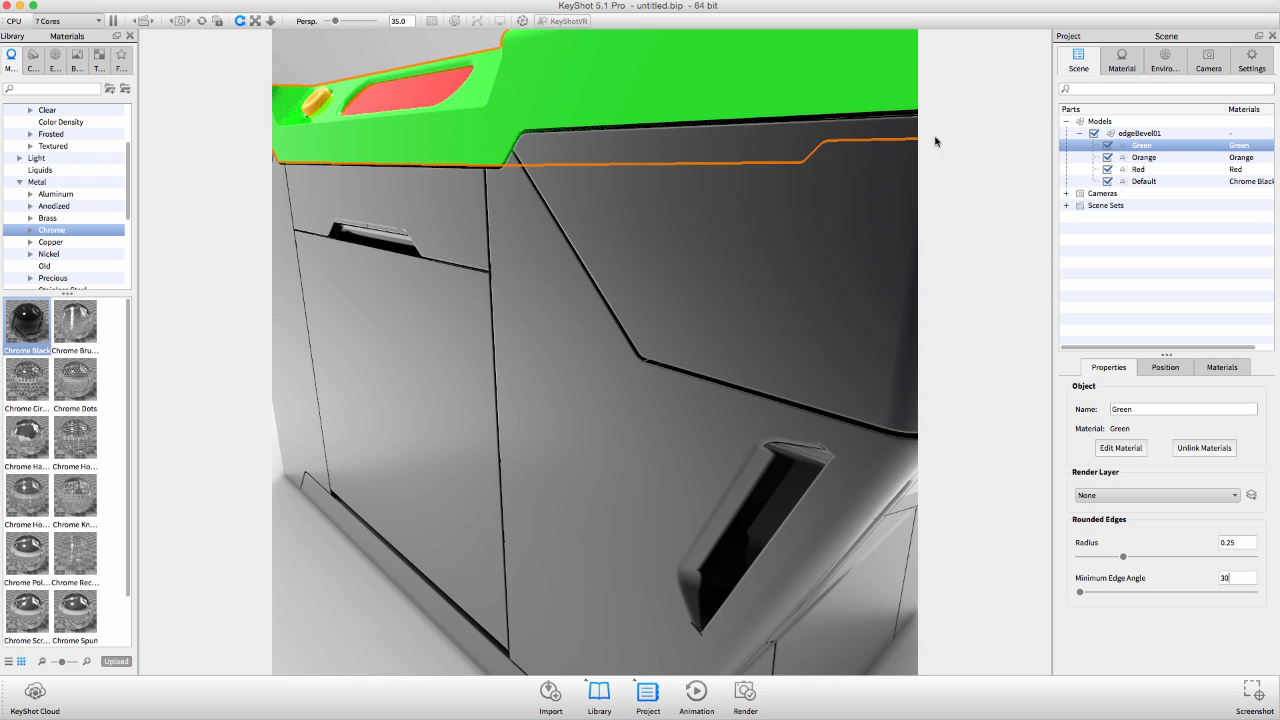 KeyShot 5.1 Pro - untitled.bip - 64 bit
CPU 7 Cores Persp. 35.0 KeyShotVR
Library Materials
M... C... E... B... T... F...
Clear
Color Density
Frosted
Textured
Light
Liquids
Metal
Aluminum
Anodized
Brass
Chrome
Copper
Nickel
Old
Precious
Chrome Black Chrome Bru...
Chrome Cir... Chrome Dots
Chrome Ha... Chrome Ho...
Chrome Ho... Chrome Kn...
Chrome Pol... Chrome Rec...
Chrome Scr... Chrome Spun
Upload
Project Scene
Scene Material Enviro... Camera Settings
Parts Materials
Models
edgeBevel01 -
Green Green
Orange Orange
Red Red
Default Chrome Black
Cameras
Scene Sets
Properties Position Materials
Object
Name: Green
Material: Green
Edit Material Unlink Materials
Render Layer
None
Rounded Edges
Radius 0.25
Minimum Edge Angle 30
KeyShot Cloud Import Library Project Animation Render Screenshot